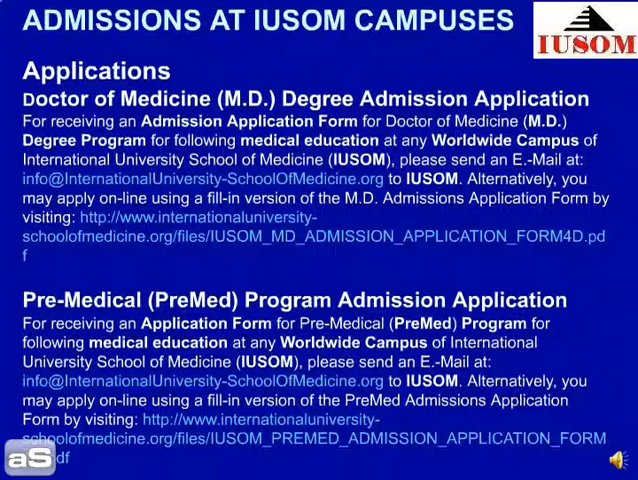 ADMISSIONS AT IUSOM CAMPUSES
IUSOM
Applications
Doctor of Medicine (M.D.) Degree Admission Application
For receiving an Admission Application Form for Doctor of Medicine (M.D.)
Degree Program for following medical education at any Worldwide Campus of
International University School of Medicine (IUSOM), please send an E.-Mail at:
info@InternationalUniversity-SchoolOfMedicine.org to IUSOM. Alternatively, you
may apply on-line using a fill-in version of the M.D. Admissions Application Form by
visiting: http://www.internationaluniversity-
schoolofmedicine.org/files/IUSOM_MD_ADMISSION_APPLICATION_FORM4D.pd
f
Pre-Medical (PreMed) Program Admission Application
For receiving an Application Form for Pre-Medical (PreMed) Program for
following medical education at any Worldwide Campus of International
University School of Medicine (IUSOM), please send an E.-Mail at:
info@InternationalUniversity-SchoolOfMedicine.org to IUSOM. Alternatively, you
may apply on-line using a fill-in version of the PreMed Admissions Application
Form by visiting: http://www.internationaluniversity-
schoolofmedicine.org/files/IUSOM_PREMED_ADMISSION_APPLICATION_FORM
df
aS